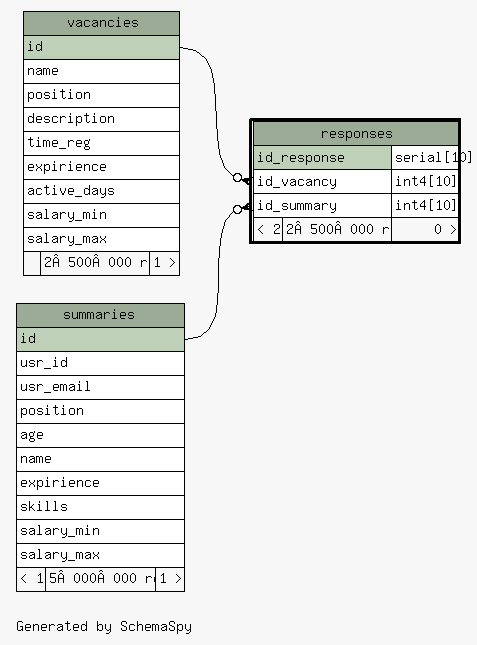 vacancies
id
name
position
description
time_reg
expirience
active_days
salary_min
salary_max
2Â 500Â 000 r 1 >
responses
id_response serial[10]
id_vacancy int4[10]
id_summary int4[10]
< 2 2Â 500Â 000 r 0 >
summaries
id
usr_id
usr_email
position
age
name
expirience
skills
salary_min
salary_max
< 1 5Â 000Â 000 r 1 >
Generated by SchemaSpy